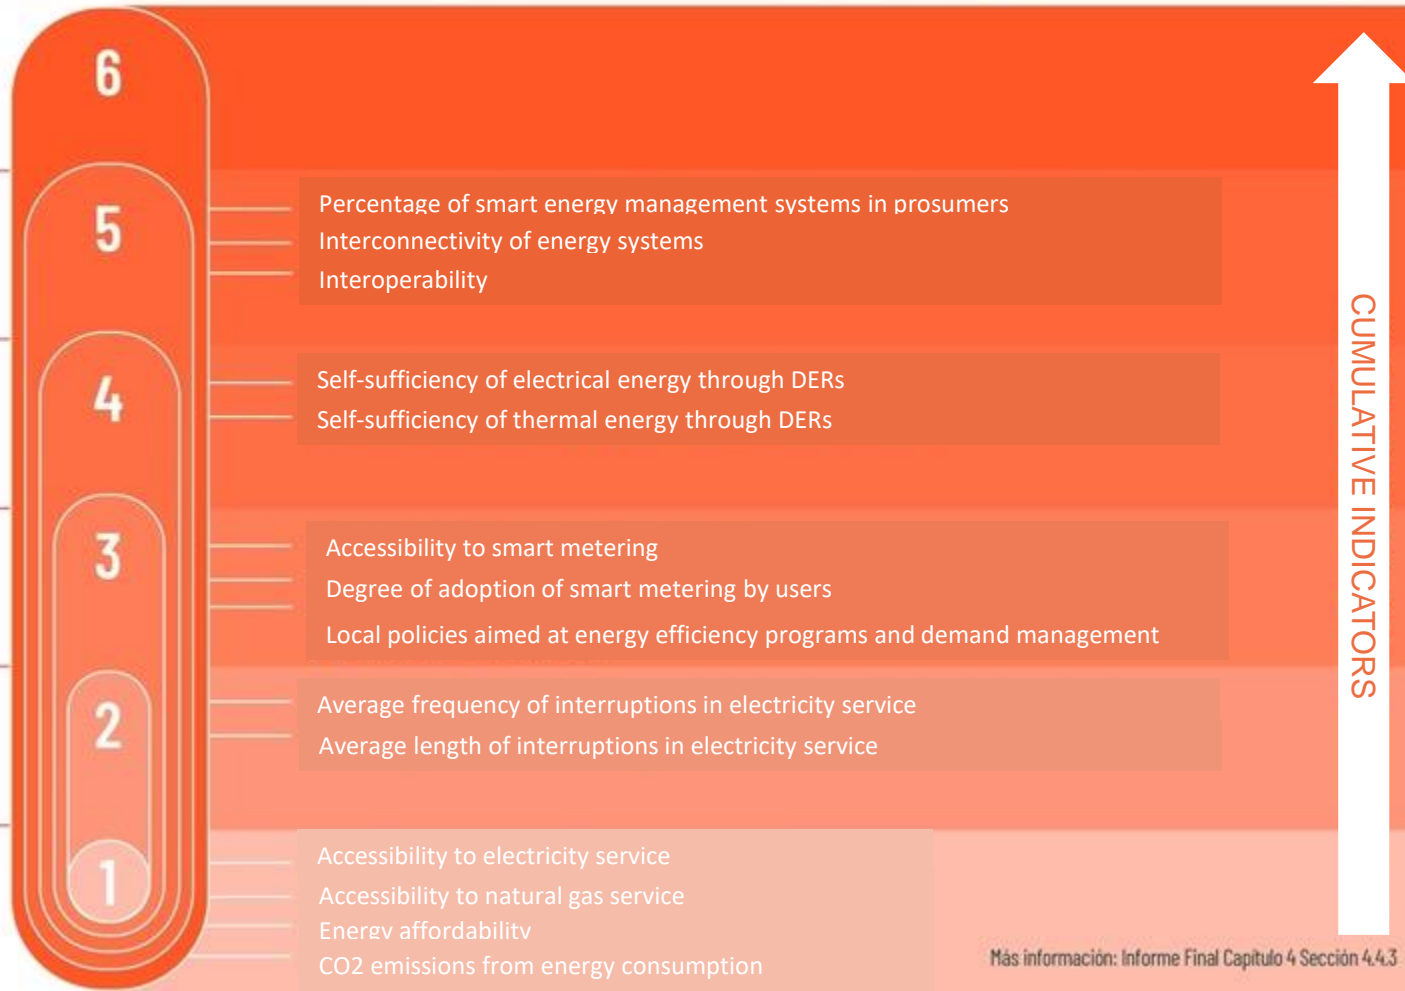 6
5
Percentage of smart energy management systems in prosumers
Interconnectivity of energy systems
Interoperability
4
Self-sufficiency of electrical energy through DERs
Self-sufficiency of thermal energy through DERs
3
Accessibility to smart metering
Degree of adoption of smart metering by users
Local policies aimed at energy efficiency programs and demand management
2
Average frequency of interruptions in electricity service
Average length of interruptions in electricity service
1
Accessibility to electricity service
Accessibility to natural gas service
Energy affordability
CO2 emissions from energy consumption
CUMULATIVE INDICATORS
Más información: Informe Final Capítulo 4 Sección 4.4.3